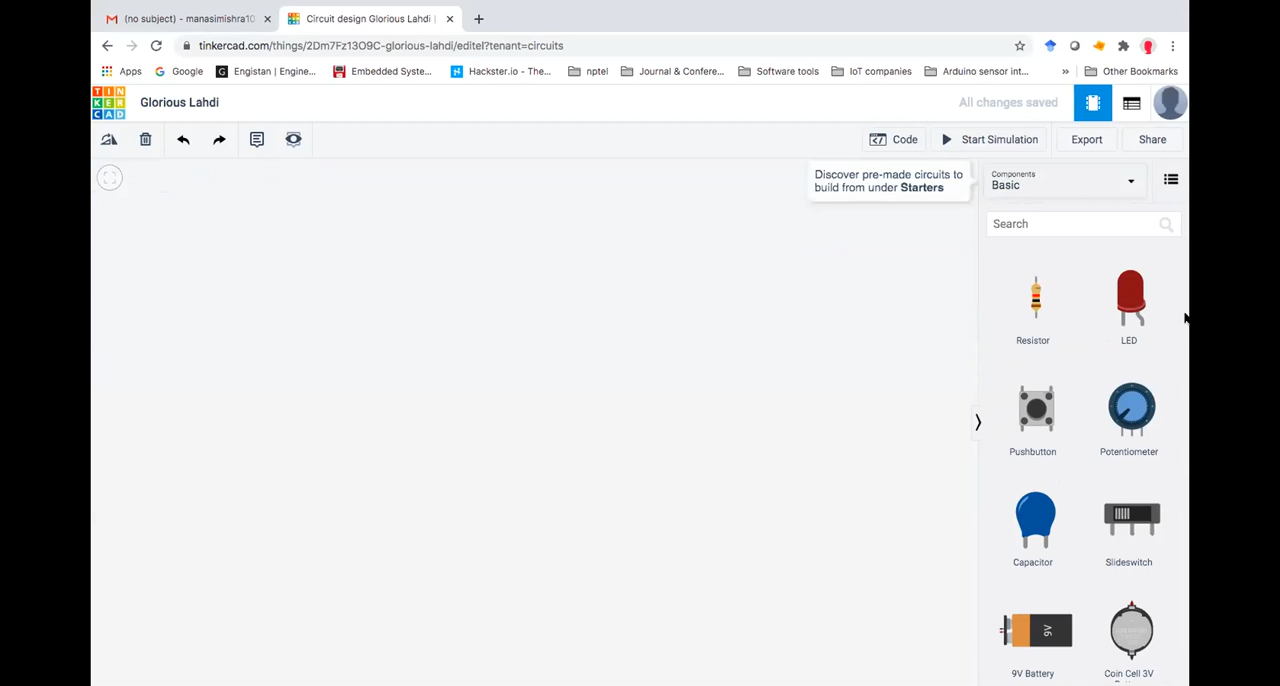 (no subject) - manasimishra10
Circuit design Glorious Lahdi |
tinkercad.com/things/2Dm7Fz13O9C-glorious-lahdi/editel?tenant=circuits
Apps
Google
Engistan | Engine...
Embedded Syste...
Hackster.io - The...
nptel
Journal & Confere...
Software tools
IoT companies
Arduino sensor int...
»
Other Bookmarks
TIN
KER
CAD
Glorious Lahdi
All changes saved
Code
Start Simulation
Export
Share
Discover pre-made circuits to
build from under Starters
Components
Basic
Search
Resistor
LED
Pushbutton
Potentiometer
Capacitor
Slideswitch
9V
9V Battery
Coin Cell 3V